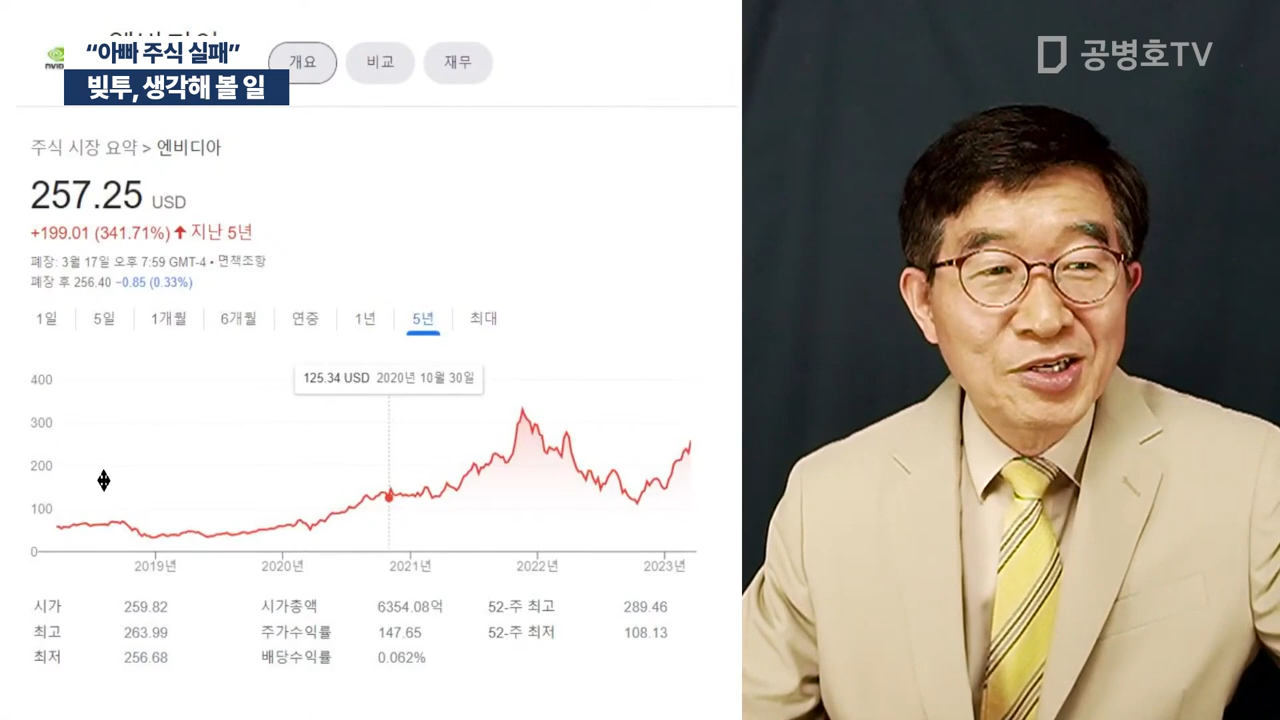 “아빠 주식 실패”
빚투, 생각해 볼 일
개요
비교
재무
공병호TV
주식 시장 요약 > 엔비디아
257.25 USD
+199.01 (341.71%) ↑ 지난 5년
폐장: 3월 17일 오후 7:59 GMT-4 • 면책조항
폐장 후 256.40 −0.85 (0.33%)
1일 5일 1개월 6개월 연중 1년 5년 최대
125.34 USD 2020년 10월 30일
400
300
200
100
0
2019년 2020년 2021년 2022년 2023년
시가 259.82 시가총액 6354.08억 52-주 최고 289.46
최고 263.99 주가수익률 147.65 52-주 최저 108.13
최저 256.68 배당수익률 0.062%